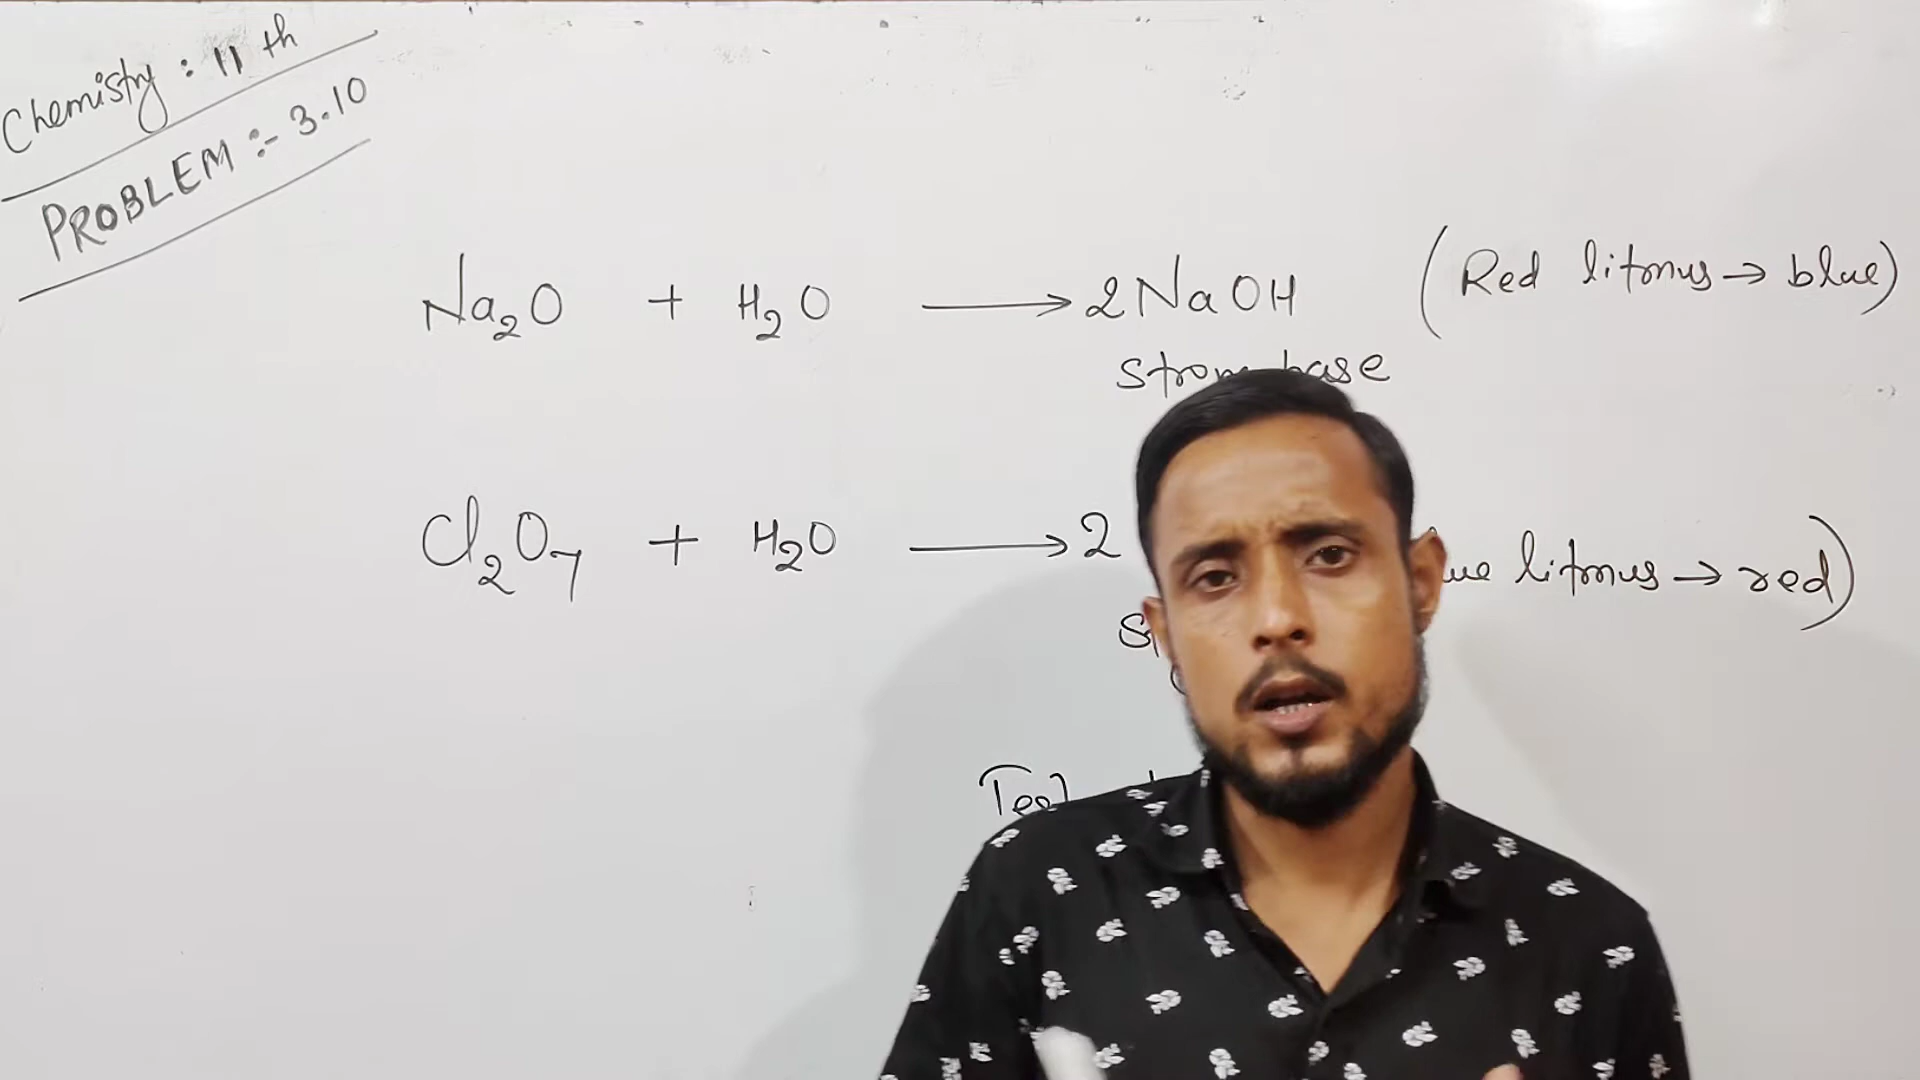 Chemistry : 11 th
PROBLEM :- 3.10
Na₂O + H₂O → 2NaOH (Red litmus → blue)
base
Cl₂O₇ + H₂O → 2 litmus → red)